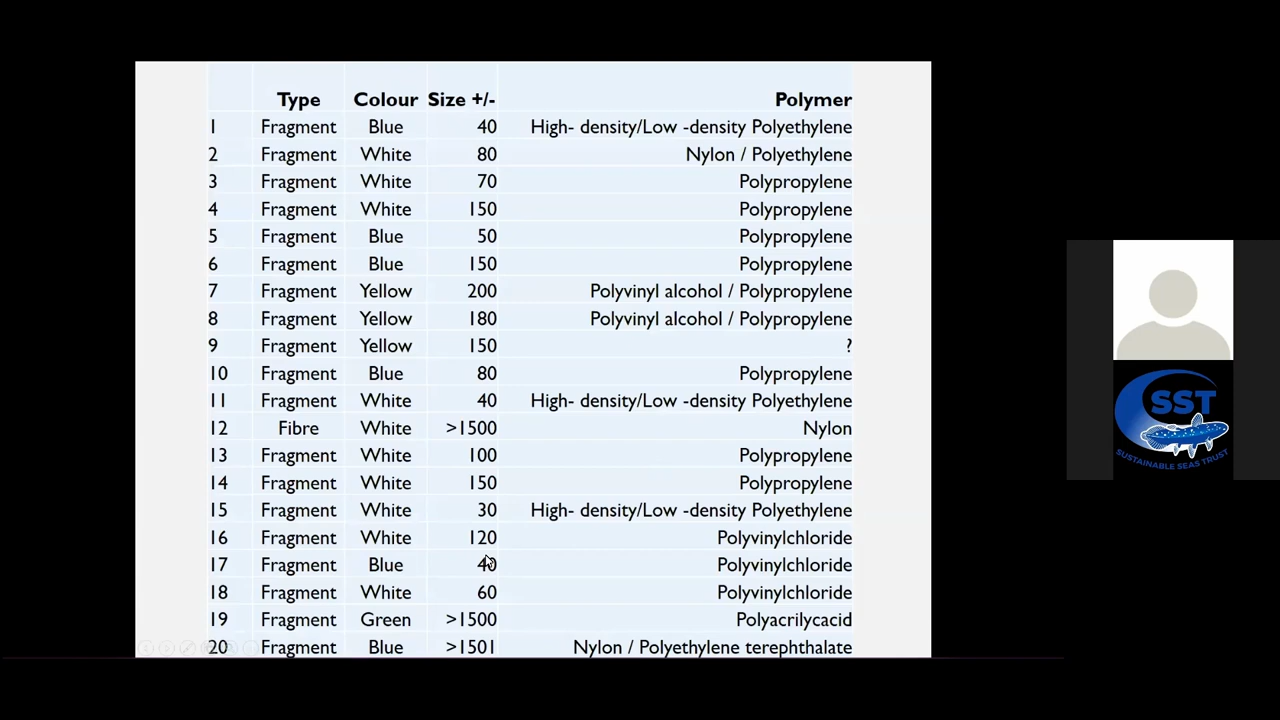 Type Colour Size +/- Polymer
1 Fragment Blue 40 High- density/Low -density Polyethylene
2 Fragment White 80 Nylon / Polyethylene
3 Fragment White 70 Polypropylene
4 Fragment White 150 Polypropylene
5 Fragment Blue 50 Polypropylene
6 Fragment Blue 150 Polypropylene
7 Fragment Yellow 200 Polyvinyl alcohol / Polypropylene
8 Fragment Yellow 180 Polyvinyl alcohol / Polypropylene
9 Fragment Yellow 150 ?
10 Fragment Blue 80 Polypropylene
11 Fragment White 40 High- density/Low -density Polyethylene
12 Fibre White >1500 Nylon
13 Fragment White 100 Polypropylene
14 Fragment White 150 Polypropylene
15 Fragment White 30 High- density/Low -density Polyethylene
16 Fragment White 120 Polyvinylchloride
17 Fragment Blue 40 Polyvinylchloride
18 Fragment White 60 Polyvinylchloride
19 Fragment Green >1500 Polyacrilycacid
20 Fragment Blue >1501 Nylon / Polyethylene terephthalate
SST
SUSTAINABLE SEAS TRUST